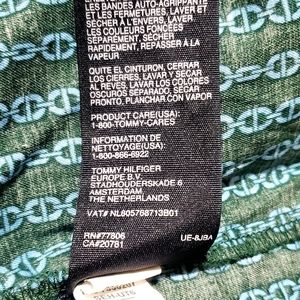 LES BANDES AUTO-AGRIPPANTE
ET LES
LAVER ET SÉCHER
À L'ENVERS, LAVER
LES COULEURS FONCÉES
SÉPARÉMENT, SÉCHER
RAPIDEMENT, REPASSER À LA
VAPEUR
QUITE EL CINTURON, CERRAR
LOS CIERRES, LAVAR Y SECAR
AL REVÉS, LAVAR LOS COLORES
OSCUROS SEPARADO, SECAR
PRONTO, PLANCHAR CON VAPOR
PRODUCT CARE(USA):
1-800-TOMMY-CARES
INFORMATION DE
NETTOYAGE(USA):
1-800-866-6922
TOMMY HILFIGER
EUROPE B.V.
STADHOUDERSKADE 6
AMSTERDAM
THE NETHERLANDS
VAT# NL805768713B01
RN#77806
CA#20781
UE-8JBA